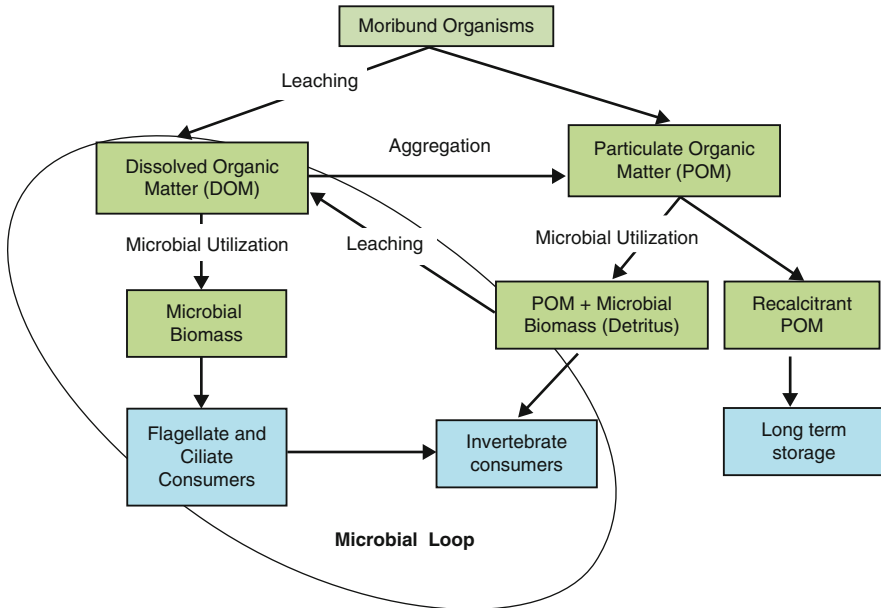 Moribund Organisms
Leaching
Aggregation
Dissolved Organic
Matter (DOM)
Particulate Organic
Matter (POM)
Microbial Utilization
Leaching
Microbial Utilization
Microbial
Biomass
POM + Microbial
Biomass (Detritus)
Recalcitrant
POM
Flagellate and
Ciliate
Consumers
Invertebrate
consumers
Long term
storage
Microbial Loop